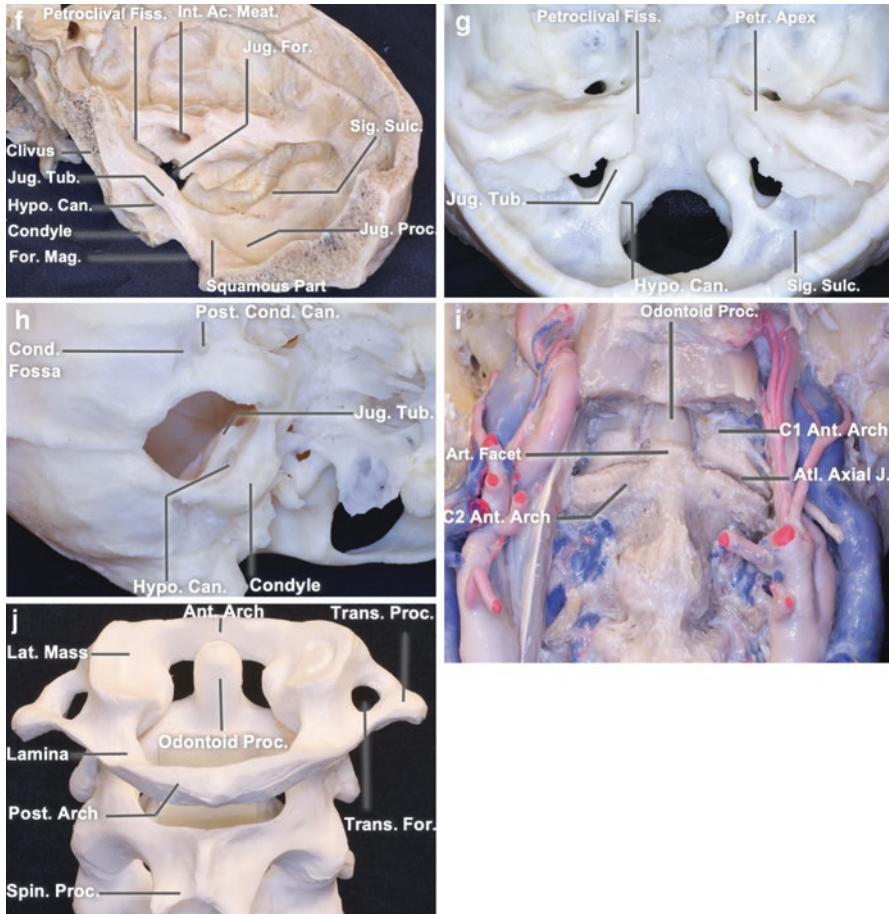 f
Petroclival Fiss.
Int. Ac. Meat.
Jug. For.
Sig. Sulc.
Clivus
Jug. Tub.
Hypo. Can.
Condyle
For. Mag.
Jug. Proc.
Squamous Part
g
Petroclival Fiss.
Petr. Apex
Jug. Tub.
Hypo. Can.
Sig. Sulc.
h
Post. Cond. Can.
Cond.
Fossa
Jug. Tub.
Hypo. Can.
Condyle
i
Odontoid Proc.
C1 Ant. Arch
Art. Facet
Atl. Axial J.
C2 Ant. Arch
j
Ant. Arch
Trans. Proc.
Lat. Mass
Odontoid Proc.
Lamina
Post. Arch
Trans. For.
Spin. Proc.